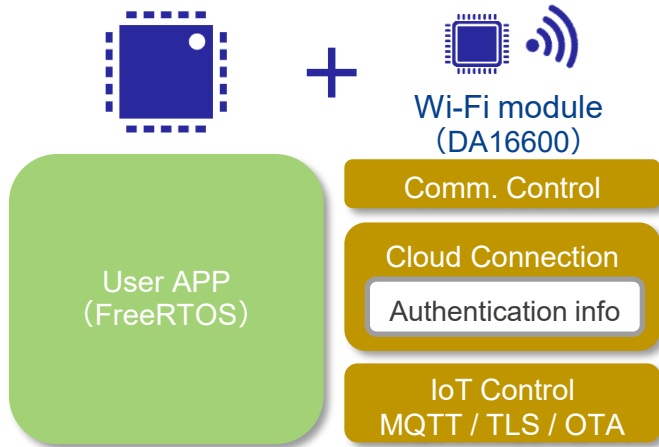 Wi-Fi module
（DA16600）
Comm. Control
User APP
（FreeRTOS）
Cloud Connection
Authentication info
IoT Control
MQTT / TLS / OTA